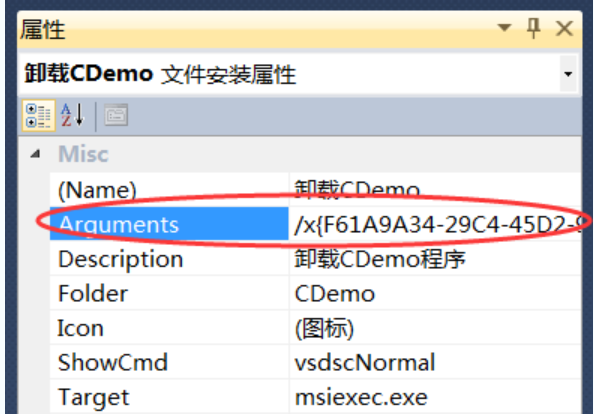 属性
卸载CDemo 文件安装属性
Misc
(Name) 卸载CDemo
Arguments /x{F61A9A34-29C4-45D2-9
Description 卸载CDemo程序
Folder CDemo
Icon (图标)
ShowCmd vsdscNormal
Target msiexec.exe